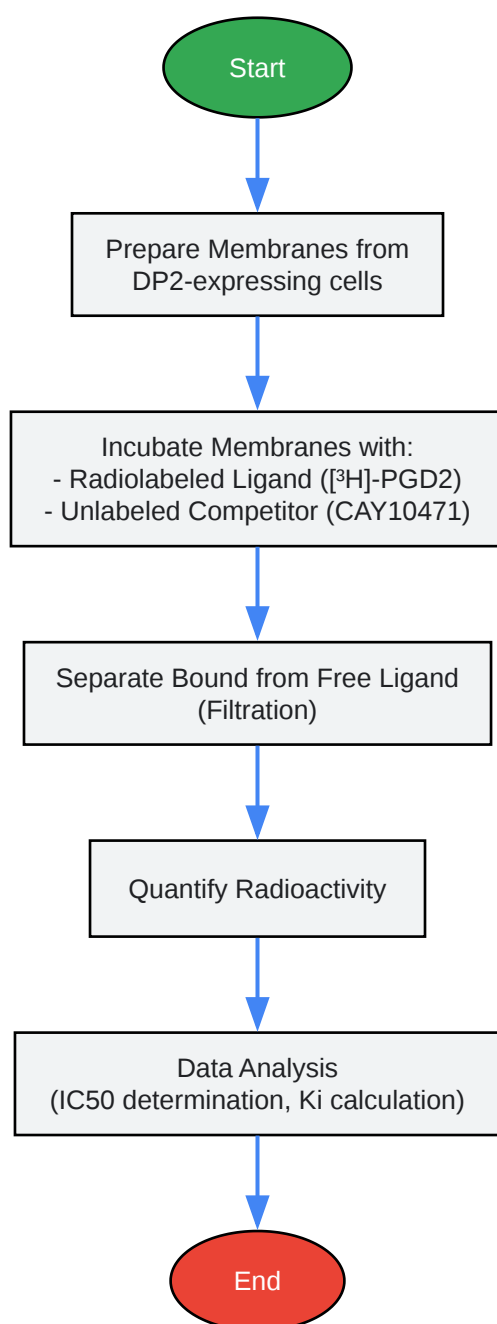 Start
Prepare Membranes from
DP2-expressing cells
Incubate Membranes with:
- Radiolabeled Ligand ([³H]-PGD2)
- Unlabeled Competitor (CAY10471)
Separate Bound from Free Ligand
(Filtration)
Quantify Radioactivity
Data Analysis
(IC50 determination, Ki calculation)
End